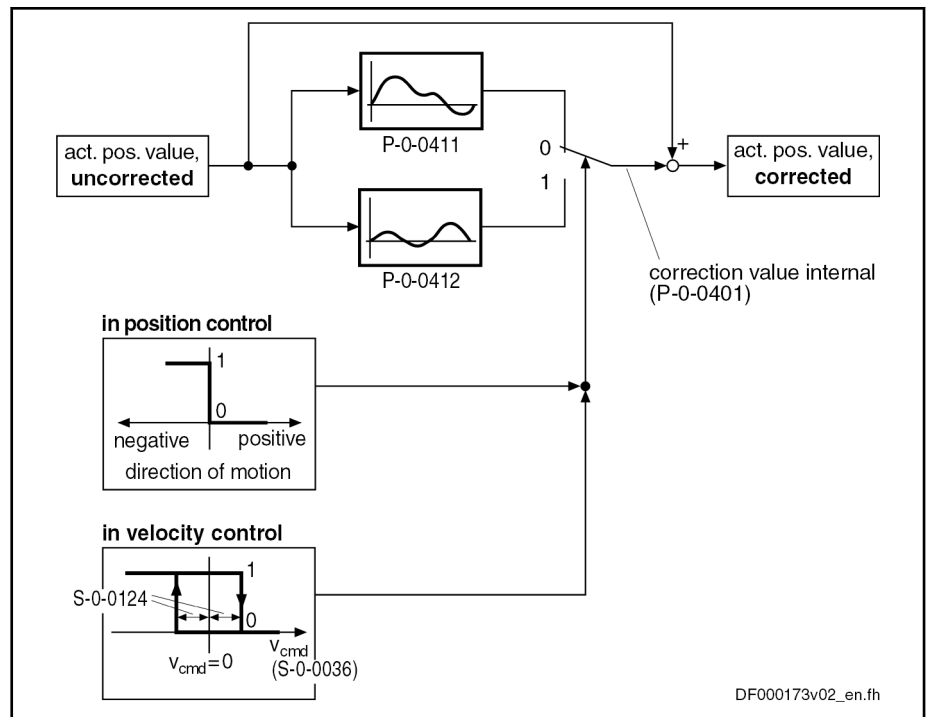 P-0-0411
0
1
+
act. pos. value,
uncorrected
act. pos. value,
corrected
P-0-0412
correction value internal
(P-0-0401)
in position control
1
0
negative
positive
direction of motion
in velocity control
1
S-0-0124
0
vcmd=0
vcmd
(S-0-0036)
DF000173v02_en.fh